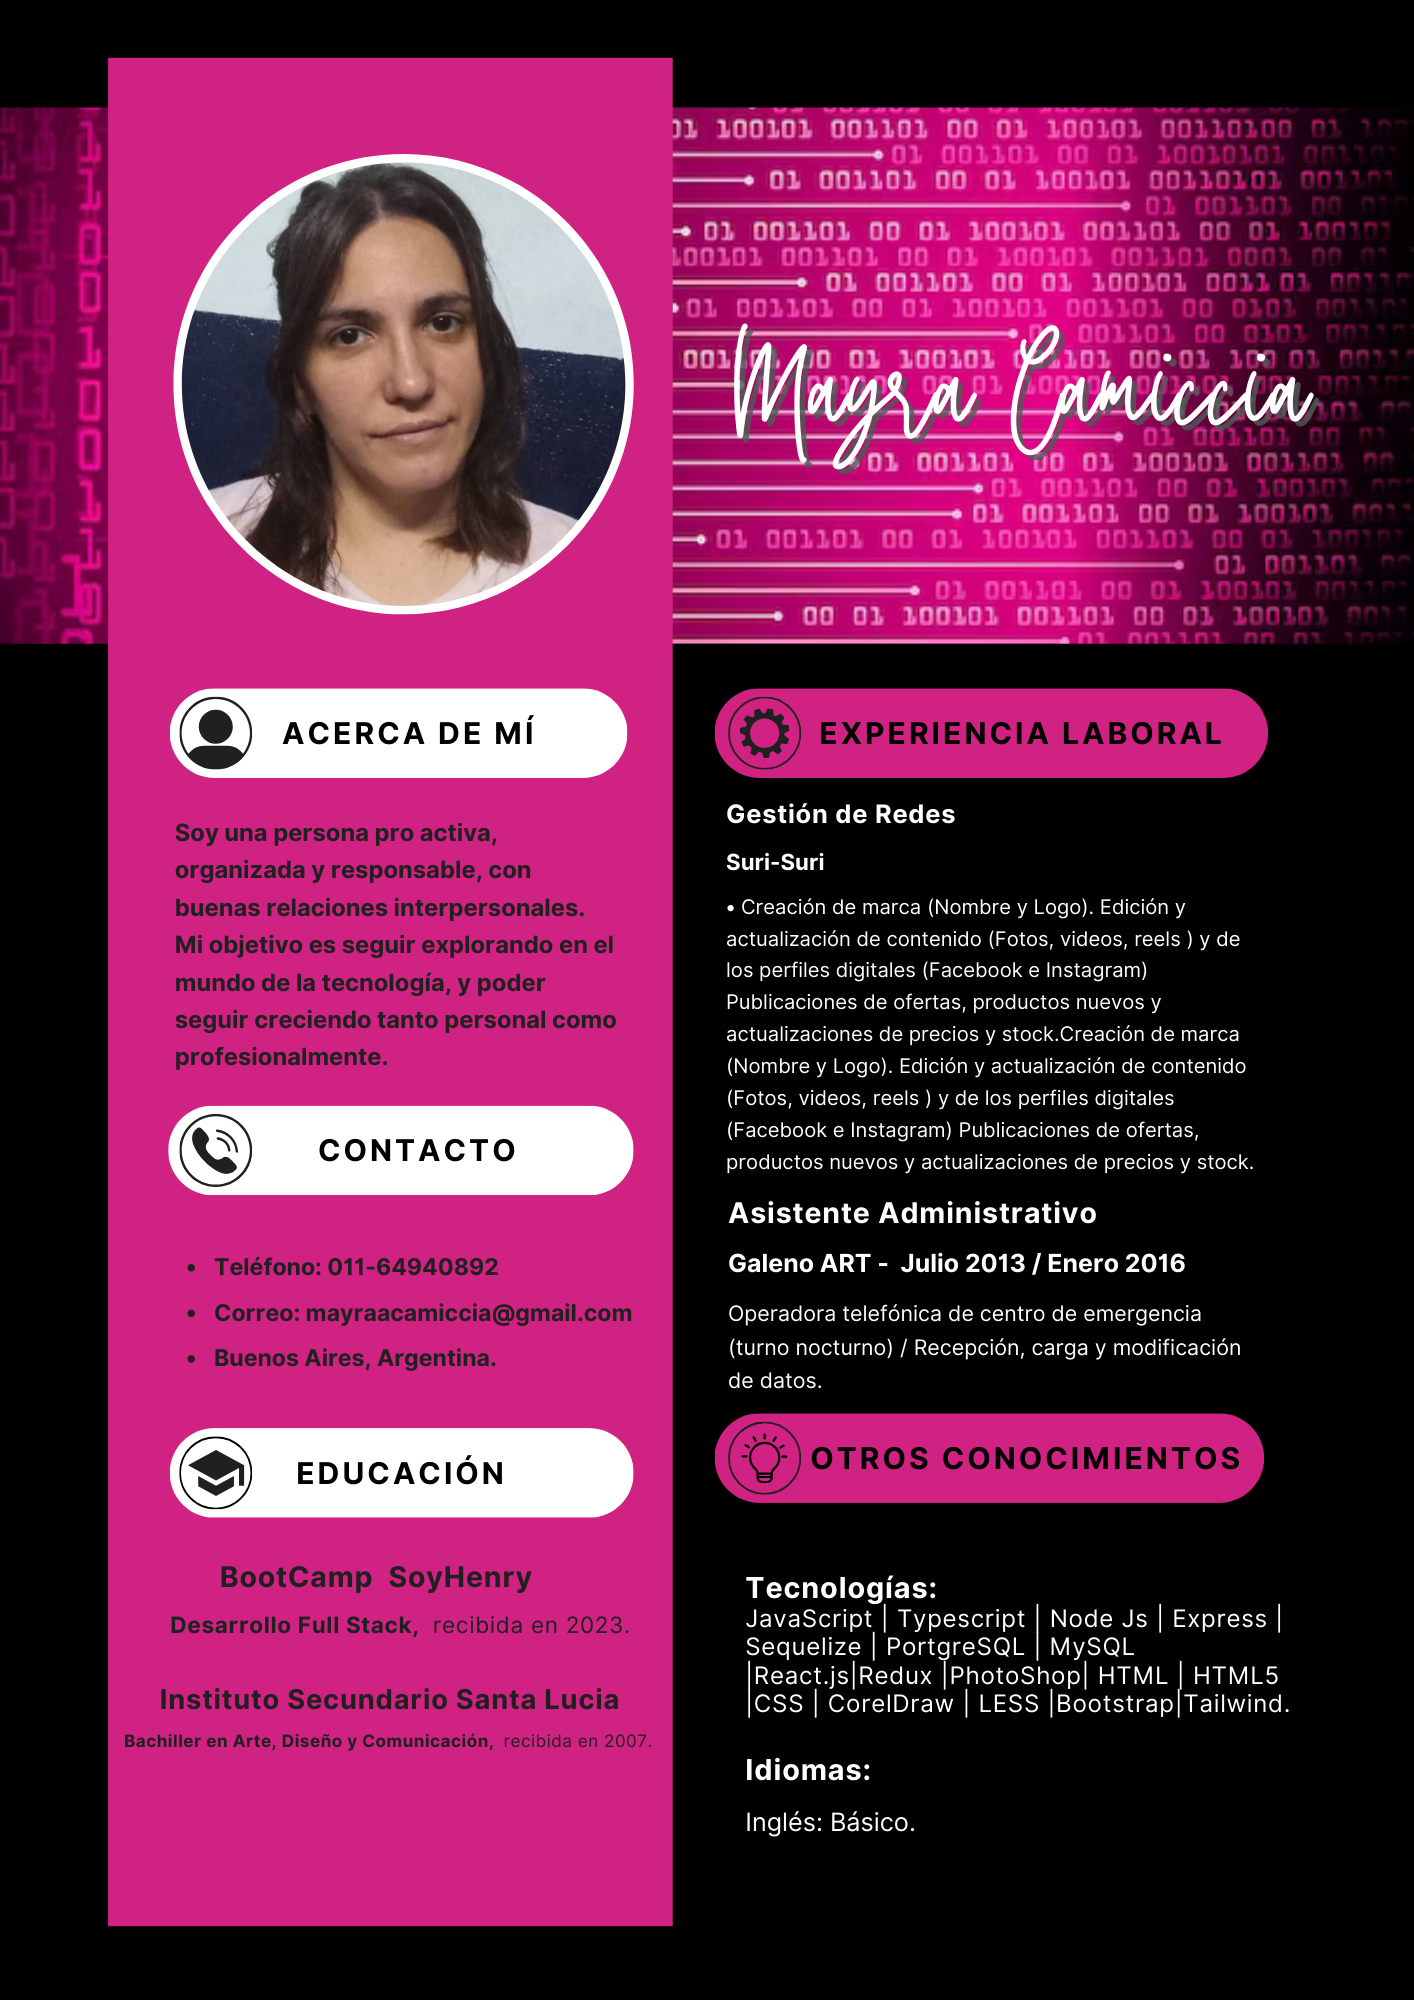 Mayra Camiccia
ACERCA DE MÍ
Soy una persona pro activa,
organizada y responsable, con
buenas relaciones interpersonales.
Mi objetivo es seguir explorando en el
mundo de la tecnología, y poder
seguir creciendo tanto personal como
profesionalmente.
CONTACTO
• Teléfono: 011-64940892
• Correo: mayraacamiccia@gmail.com
• Buenos Aires, Argentina.
EDUCACIÓN
BootCamp SoyHenry
Desarrollo Full Stack, recibida en 2023.
Instituto Secundario Santa Lucia
Bachiller en Arte, Diseño y Comunicación, recibida en 2007.
EXPERIENCIA LABORAL
Gestión de Redes
Suri-Suri
• Creación de marca (Nombre y Logo). Edición y
actualización de contenido (Fotos, videos, reels ) y de
los perfiles digitales (Facebook e Instagram)
Publicaciones de ofertas, productos nuevos y
actualizaciones de precios y stock.Creación de marca
(Nombre y Logo). Edición y actualización de contenido
(Fotos, videos, reels ) y de los perfiles digitales
(Facebook e Instagram) Publicaciones de ofertas,
productos nuevos y actualizaciones de precios y stock.
Asistente Administrativo
Galeno ART - Julio 2013 / Enero 2016
Operadora telefónica de centro de emergencia
(turno nocturno) / Recepción, carga y modificación
de datos.
OTROS CONOCIMIENTOS
Tecnologías:
JavaScript | Typescript | Node Js | Express |
Sequelize | PortgreSQL | MySQL
|React.js|Redux |PhotoShop| HTML | HTML5
|CSS | CorelDraw | LESS |Bootstrap|Tailwind.
Idiomas:
Inglés: Básico.